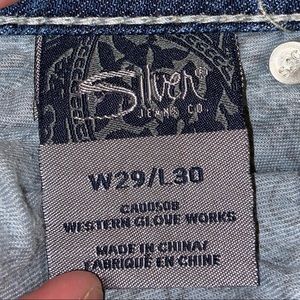 Silver®
JEANS CO.
W29/L30
CA00508
WESTERN GLOVE WORKS
MADE IN CHINA/
FABRIQUÉ EN CHINE